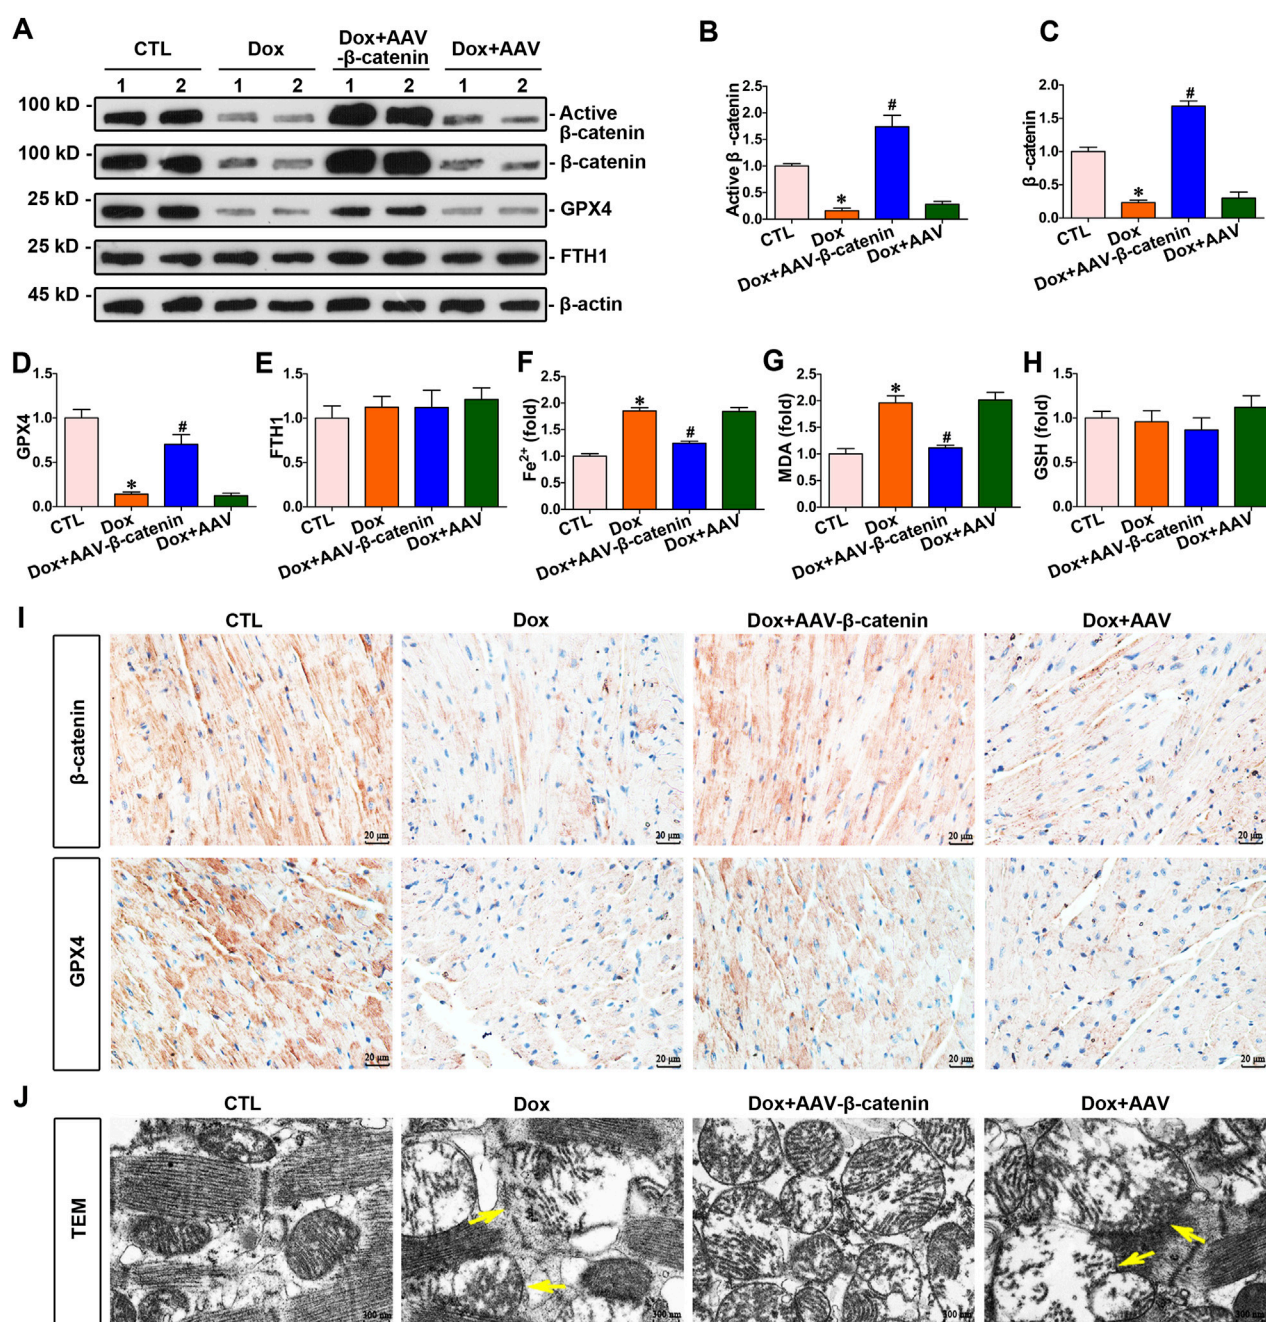 A
CTL Dox Dox+AAV-β-catenin Dox+AAV
1 2 1 2 1 2 1 2
100 kD - - Active β-catenin
100 kD - - β-catenin
25 kD - - GPX4
25 kD - - FTH1
45 kD - - β-actin
B
Active β -catenin
2.5
2.0
1.5
1.0
0.5
0.0
* #
CTL Dox Dox+AAV-β-catenin Dox+AAV
C
β -catenin
2.0
1.5
1.0
0.5
0.0
* #
CTL Dox Dox+AAV-β-catenin Dox+AAV
D
GPX4
1.5
1.0
0.5
0.0
* #
CTL Dox Dox+AAV-β-catenin Dox+AAV
E
FTH1
1.5
1.0
0.5
0.0
CTL Dox Dox+AAV-β-catenin Dox+AAV
F
Fe2+ (fold)
2.5
2.0
1.5
1.0
0.5
0.0
* #
CTL Dox Dox+AAV-β-catenin Dox+AAV
G
MDA (fold)
2.5
2.0
1.5
1.0
0.5
0.0
* #
CTL Dox Dox+AAV-β-catenin Dox+AAV
H
GSH (fold)
1.5
1.0
0.5
0.0
CTL Dox Dox+AAV-β-catenin Dox+AAV
I
CTL Dox Dox+AAV-β-catenin Dox+AAV
β-catenin
20 μm 20 μm 20 μm 20 μm
GPX4
20 μm 20 μm 20 μm 20 μm
J
CTL Dox Dox+AAV-β-catenin Dox+AAV
TEM
300 nm 300 nm 300 nm 300 nm